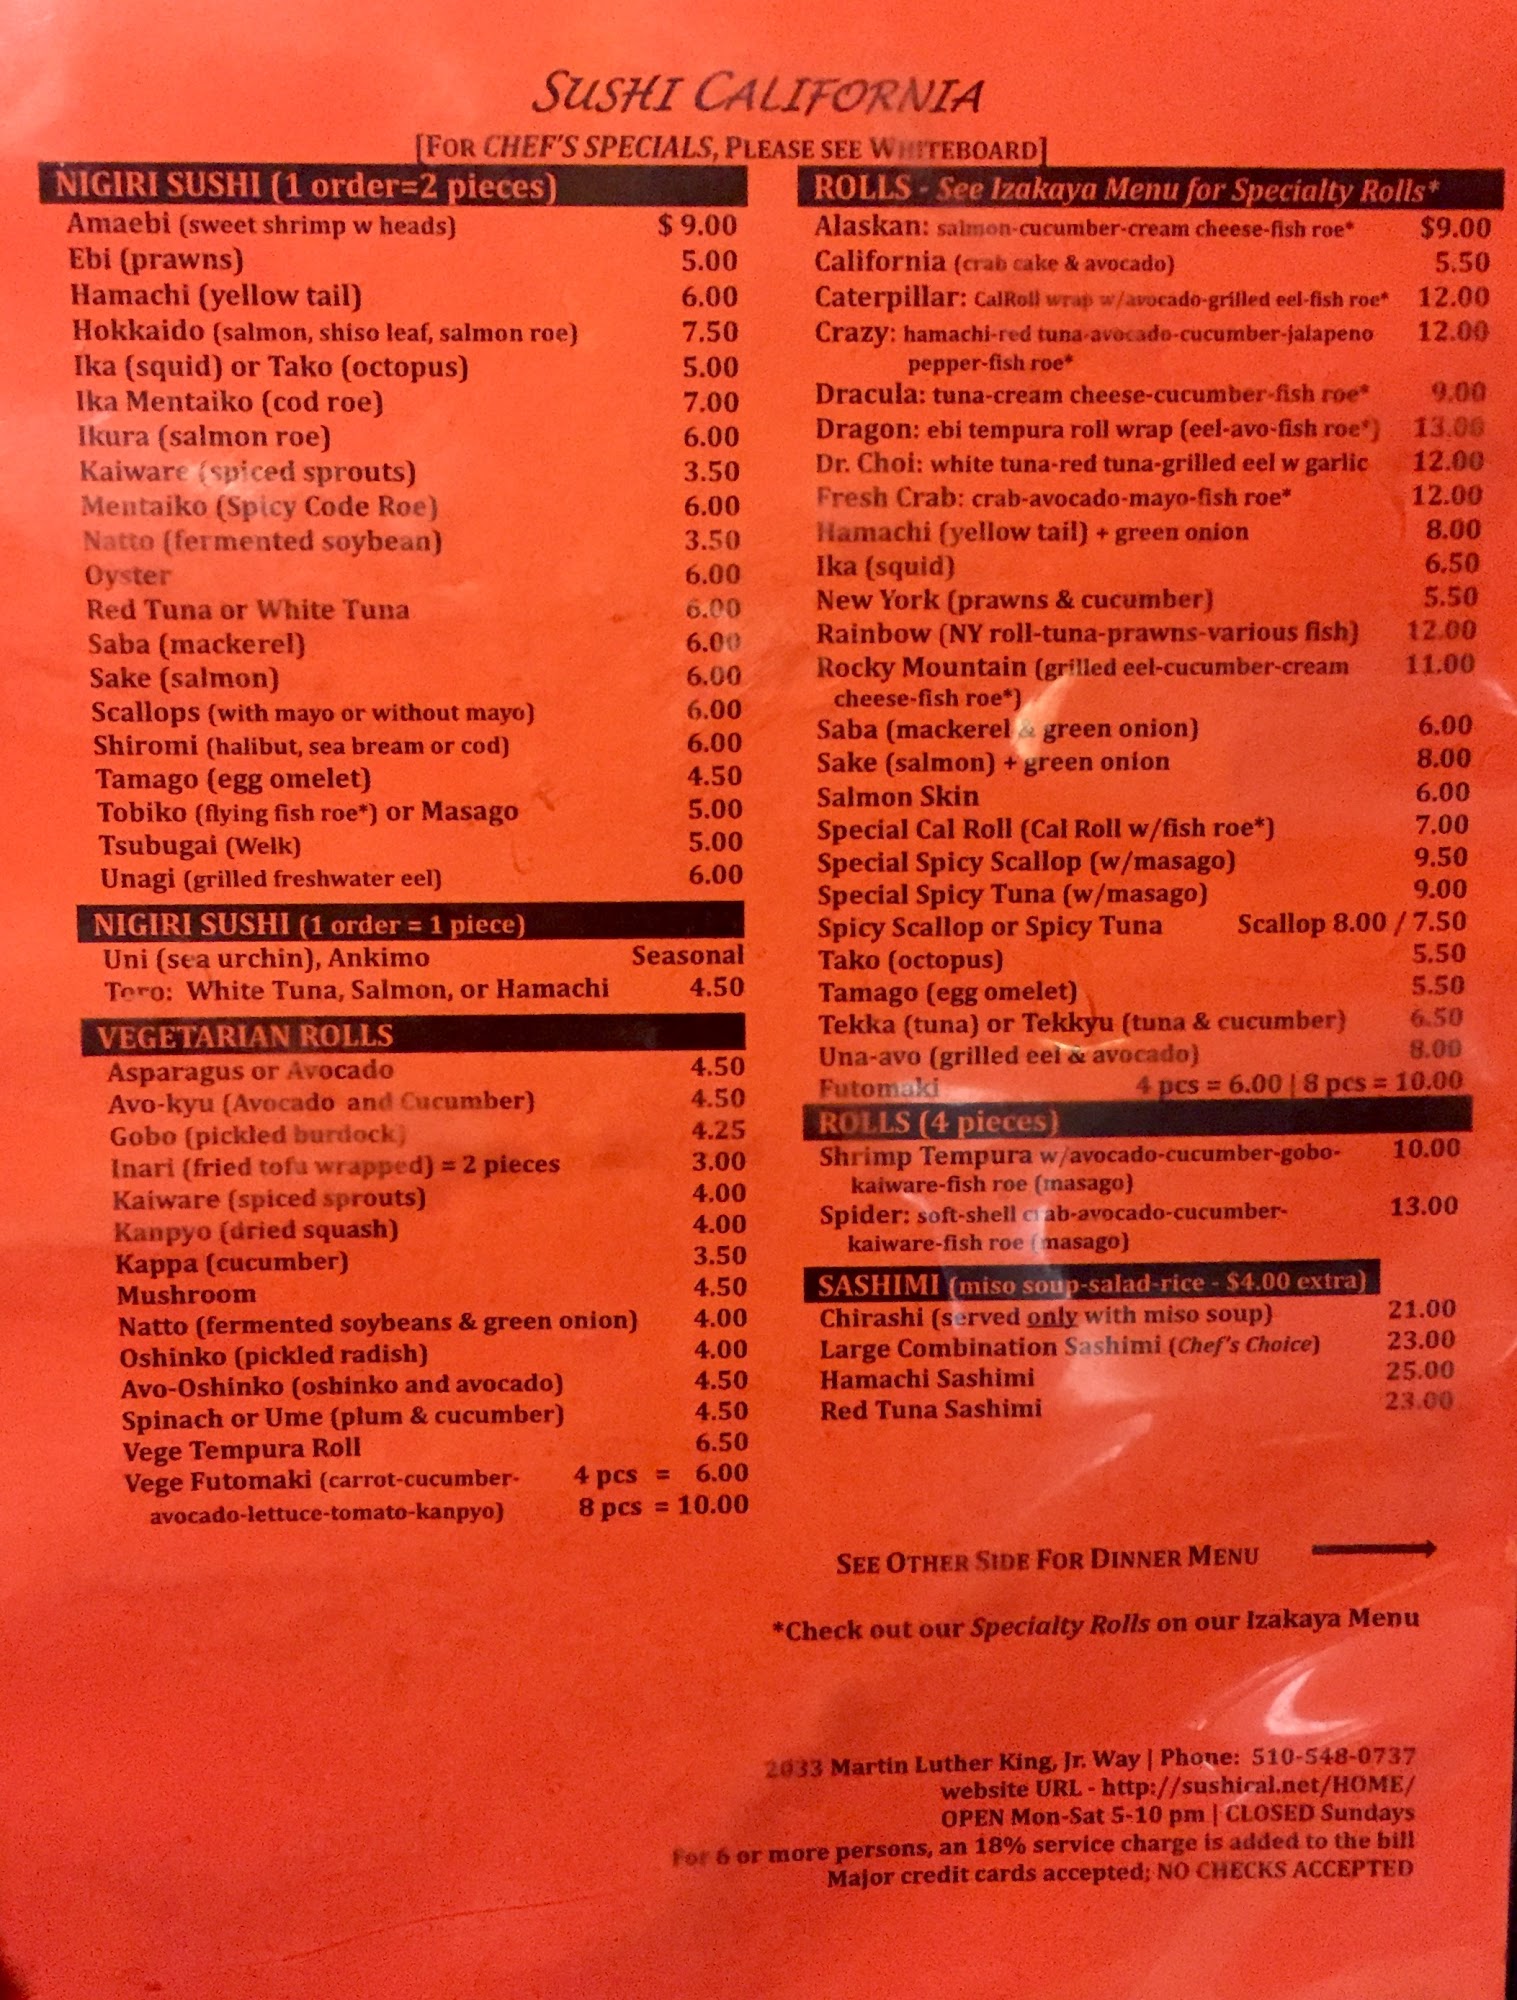 SUSHI CALIFORNIA
[FOR CHEF'S SPECIALS, PLEASE SEE WHITEBOARD]
NIGIRI SUSHI (1 order=2 pieces)
Amaebi (sweet shrimp w heads) $ 9.00
Ebi (prawns) 5.00
Hamachi (yellow tail) 6.00
Hokkaido (salmon, shiso leaf, salmon roe) 7.50
Ika (squid) or Tako (octopus) 5.00
Ika Mentaiko (cod roe) 7.00
Ikura (salmon roe) 6.00
Kaiware (spiced sprouts) 3.50
Mentaiko (Spicy Code Roe) 6.00
Natto (fermented soybean) 3.50
Oyster 6.00
Red Tuna or White Tuna 6.00
Saba (mackerel) 6.00
Sake (salmon) 6.00
Scallops (with mayo or without mayo) 6.00
Shiromi (halibut, sea bream or cod) 6.00
Tamago (egg omelet) 4.50
Tobiko (flying fish roe*) or Masago 5.00
Tsubugai (Welk) 5.00
Unagi (grilled freshwater eel) 6.00
NIGIRI SUSHI (1 order = 1 piece)
Uni (sea urchin), Ankimo Seasonal
Toro: White Tuna, Salmon, or Hamachi 4.50
VEGETARIAN ROLLS
Asparagus or Avocado 4.50
Avo-kyu (Avocado and Cucumber) 4.50
Gobo (pickled burdock) 4.25
Inari (fried tofu wrapped) = 2 pieces 3.00
Kaiware (spiced sprouts) 4.00
Kanpyo (dried squash) 4.00
Kappa (cucumber) 3.50
Mushroom 4.50
Natto (fermented soybeans & green onion) 4.00
Oshinko (pickled radish) 4.00
Avo-Oshinko (oshinko and avocado) 4.50
Spinach or Ume (plum & cucumber) 4.50
Vege Tempura Roll 6.50
Vege Futomaki (carrot-cucumber- 4 pcs = 6.00
avocado-lettuce-tomato-kanpyo) 8 pcs = 10.00
ROLLS - See Izakaya Menu for Specialty Rolls*
Alaskan: salmon-cucumber-cream cheese-fish roe* $9.00
California (crab cake & avocado) 5.50
Caterpillar: CalRoll wrap w/avocado-grilled eel-fish roe* 12.00
Crazy: hamachi-red tuna-avocado-cucumber-jalapeno 12.00
pepper-fish roe*
Dracula: tuna-cream cheese-cucumber-fish roe* 9.00
Dragon: ebi tempura roll wrap (eel-avo-fish roe*) 13.00
Dr. Choi: white tuna-red tuna-grilled eel w garlic 12.00
Fresh Crab: crab-avocado-mayo-fish roe* 12.00
Hamachi (yellow tail) + green onion 8.00
Ika (squid) 6.50
New York (prawns & cucumber) 5.50
Rainbow (NY roll-tuna-prawns-various fish) 12.00
Rocky Mountain (grilled eel-cucumber-cream 11.00
cheese-fish roe*)
Saba (mackerel & green onion) 6.00
Sake (salmon) + green onion 8.00
Salmon Skin 6.00
Special Cal Roll (Cal Roll w/fish roe*) 7.00
Special Spicy Scallop (w/masago) 9.50
Special Spicy Tuna (w/masago) 9.00
Spicy Scallop or Spicy Tuna Scallop 8.00 / 7.50
Tako (octopus) 5.50
Tamago (egg omelet) 5.50
Tekka (tuna) or Tekkyu (tuna & cucumber) 6.50
Una-avo (grilled eel & avocado) 8.00
Futomaki 4 pcs = 6.00 | 8 pcs = 10.00
ROLLS (4 pieces)
Shrimp Tempura w/avocado-cucumber-gobo- 10.00
kaiware-fish roe (masago)
Spider: soft-shell crab-avocado-cucumber- 13.00
kaiware-fish roe (masago)
SASHIMI (miso soup-salad-rice - $4.00 extra)
Chirashi (served only with miso soup) 21.00
Large Combination Sashimi (Chef's Choice) 23.00
Hamachi Sashimi 25.00
Red Tuna Sashimi 23.00
SEE OTHER SIDE FOR DINNER MENU
*Check out our Specialty Rolls on our Izakaya Menu
2033 Martin Luther King, Jr. Way | Phone: 510-548-0737
website URL - http://sushical.net/HOME/
OPEN Mon-Sat 5-10 pm | CLOSED Sundays
For 6 or more persons, an 18% service charge is added to the bill
Major credit cards accepted; NO CHECKS ACCEPTED